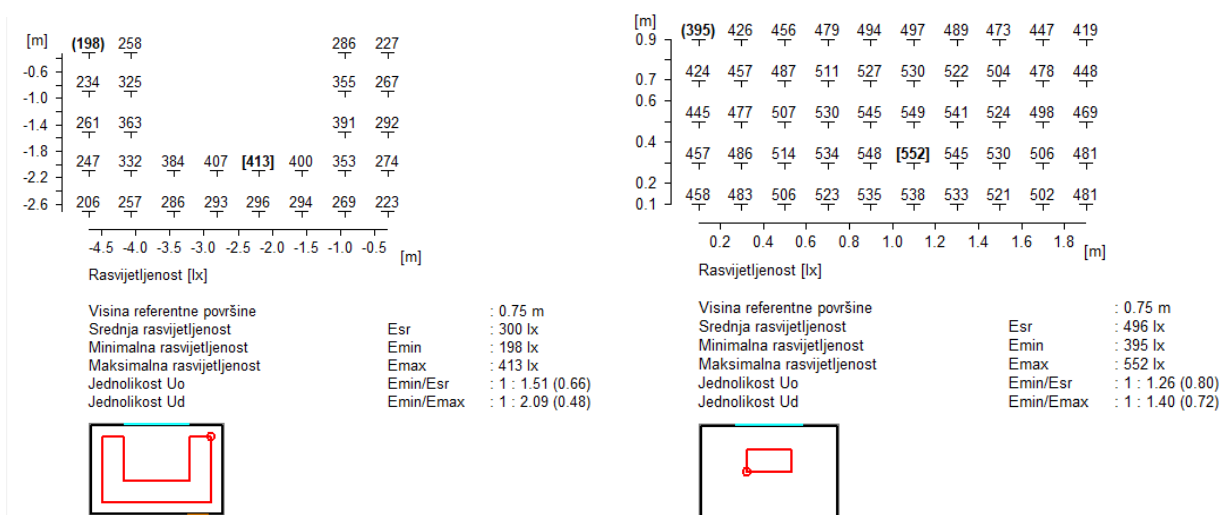 [m]
(198) 258 286 227
-0.6
234 325 355 267
-1.0
-1.4 261 363 391 292
-1.8
247 332 384 407 [413] 400 353 274
-2.2
-2.6 206 257 286 293 296 294 269 223
-4.5 -4.0 -3.5 -3.0 -2.5 -2.0 -1.5 -1.0 -0.5 [m]
Rasvijetljenost [lx]
Visina referentne površine : 0.75 m
Srednja rasvijetljenost Esr : 300 lx
Minimalna rasvijetljenost Emin : 198 lx
Maksimalna rasvijetljenost Emax : 413 lx
Jednolikost Uo Emin/Esr : 1 : 1.51 (0.66)
Jednolikost Ud Emin/Emax : 1 : 2.09 (0.48)
[m]
0.9 (395) 426 456 479 494 497 489 473 447 419
0.7 424 457 487 511 527 530 522 504 478 448
0.6
445 477 507 530 545 549 541 524 498 469
0.4
457 486 514 534 548 [552] 545 530 506 481
0.2
0.1 458 483 506 523 535 538 533 521 502 481
0.2 0.4 0.6 0.8 1.0 1.2 1.4 1.6 1.8 [m]
Rasvijetljenost [lx]
Visina referentne površine : 0.75 m
Srednja rasvijetljenost Esr : 496 lx
Minimalna rasvijetljenost Emin : 395 lx
Maksimalna rasvijetljenost Emax : 552 lx
Jednolikost Uo Emin/Esr : 1 : 1.26 (0.80)
Jednolikost Ud Emin/Emax : 1 : 1.40 (0.72)